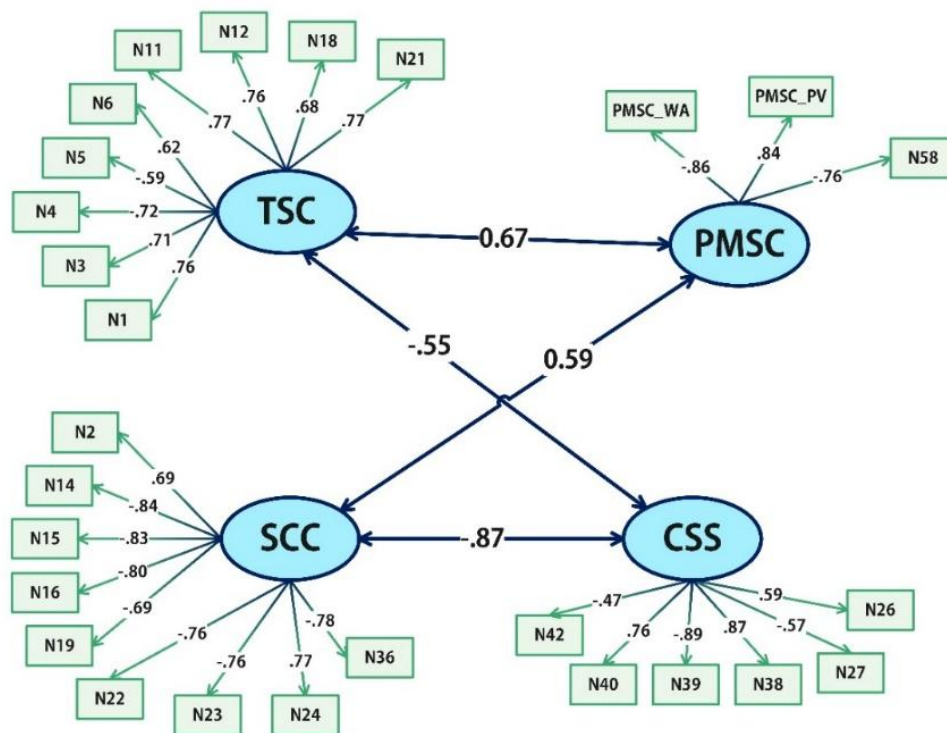 N11
N12
N18
N21
N6
N5
N4
N3
N1
.77
.76
.68
.77
.62
-.59
-.72
.71
.76
TSC
PMSC_WA
PMSC_PV
N58
-.86
.84
-.76
PMSC
0.67
-.55
0.59
-.87
N2
N14
N15
N16
N19
N22
N23
N24
N36
.69
-.84
-.83
-.80
-.69
-.76
-.76
.77
-.78
SCC
CSS
-.47
.76
-.89
.87
-.57
.59
N42
N40
N39
N38
N27
N26